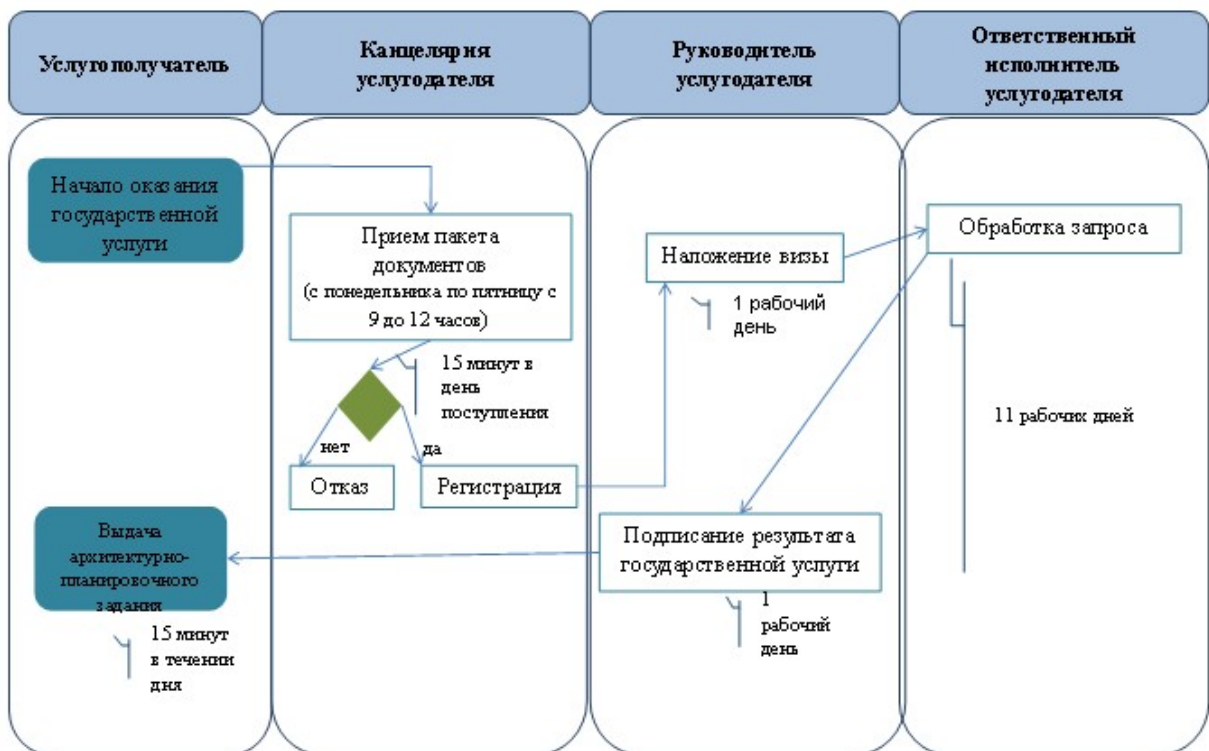 Услугополучатель
Канцелярия
услугодателя
Руководитель
услугодателя
Ответственный
исполнтель
услугодателя
Начало оказания
государственной
услуги
Прием пакета
документов
(с понедельника по пятницу с
9 до 12 часов)
15 минут в
день
поступления
нет
да
Отказ
Регистрация
Наложение визы
1 рабочий
день
Обработка запроса
11 рабочих дней
Подписание результата
государственной услуги
1
рабочий
день
Выдача
архитектурно-
планировочного
задания
15 минут
в течении
дня